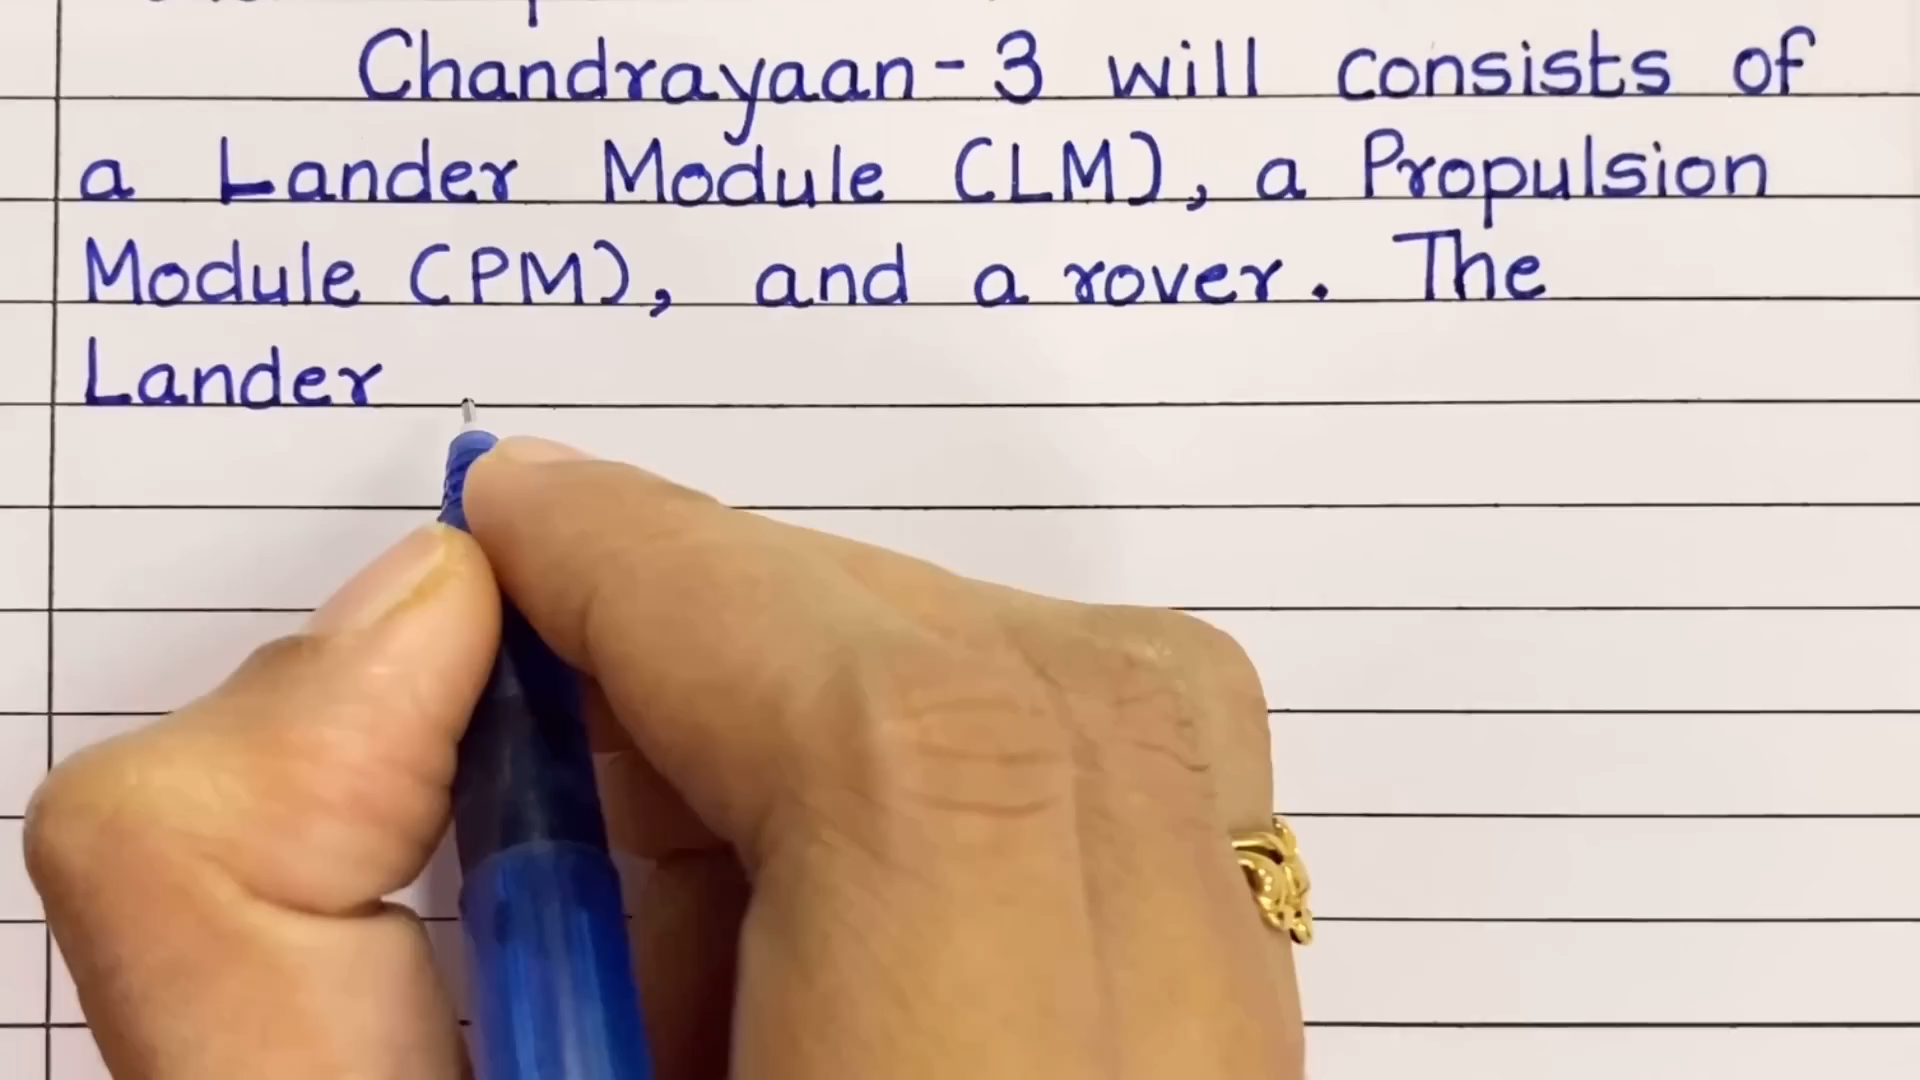 Chandrayaan-3 will consists of
a Lander Module (LM), a Propulsion
Module (PM), and a rover. The
Lander